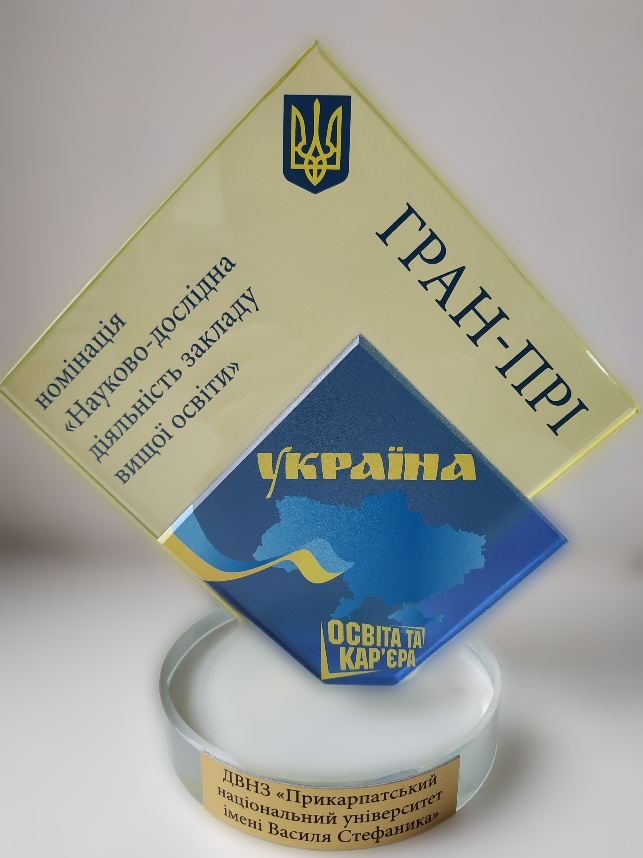 ГРАН-ПРІ
номінація
«Науково-дослідна
діяльність закладу
вищої освіти»
УКРАЇНА
ОСВІТА ТА
КАР'ЄРА
ДВНЗ «Прикарпатський
національний університет
імені Василя Стефаника»